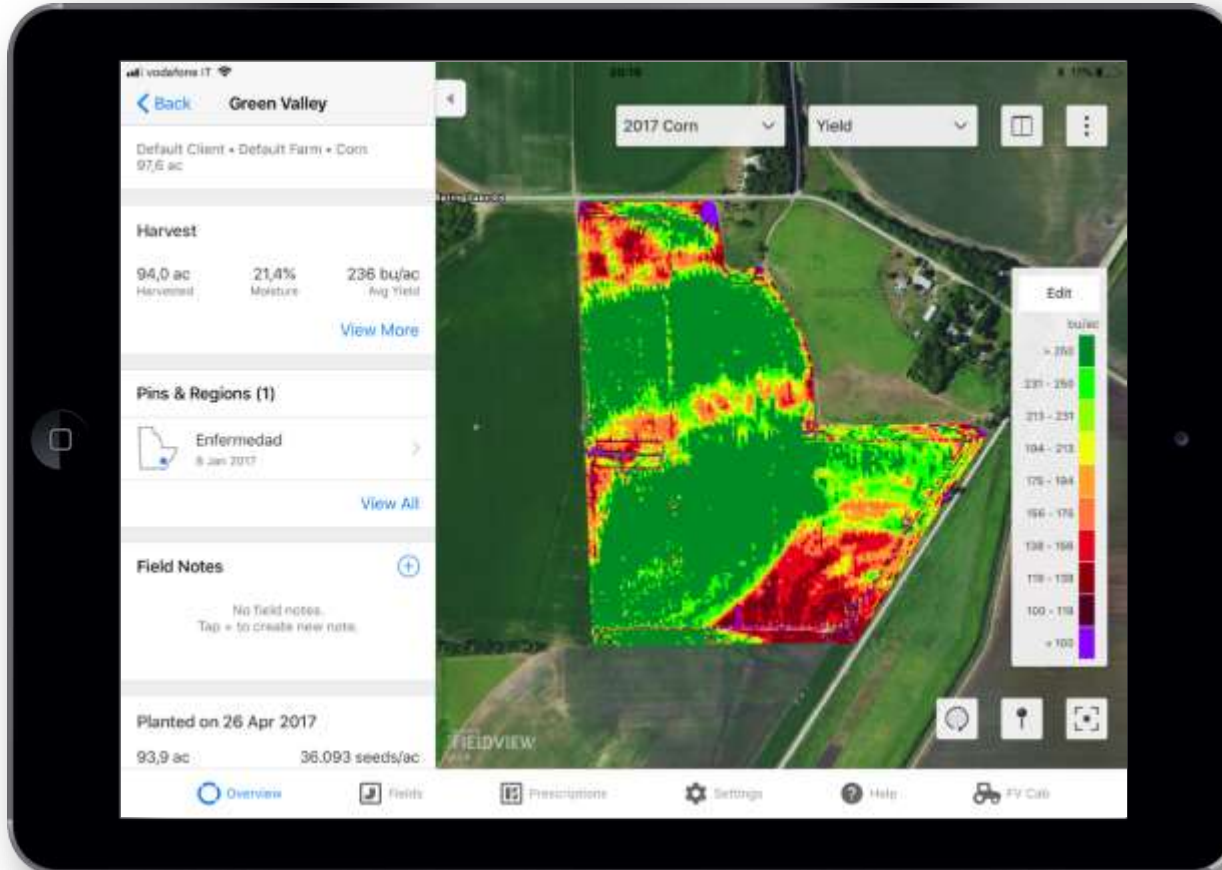 vodafone IT
Back
Green Valley
Default Client • Default Farm • Corn
97,6 ac
Harvest
94,0 ac 21,4% 236 bu/ac
Harvested Moisture Avg Yield
View More
Pins & Regions (1)
Enfermedad
8 Jan 2017
View All
Field Notes
No field notes.
Tap + to create new note.
Planted on 26 Apr 2017
93,9 ac 36.093 seeds/ac
2017 Corn
Yield
Edit
bu/ac
> 250
231 - 250
213 - 231
194 - 213
175 - 194
156 - 175
138 - 156
119 - 138
100 - 119
< 100
FIELDVIEW
Overview
Fields
Prescriptions
Settings
Help
FV Cab